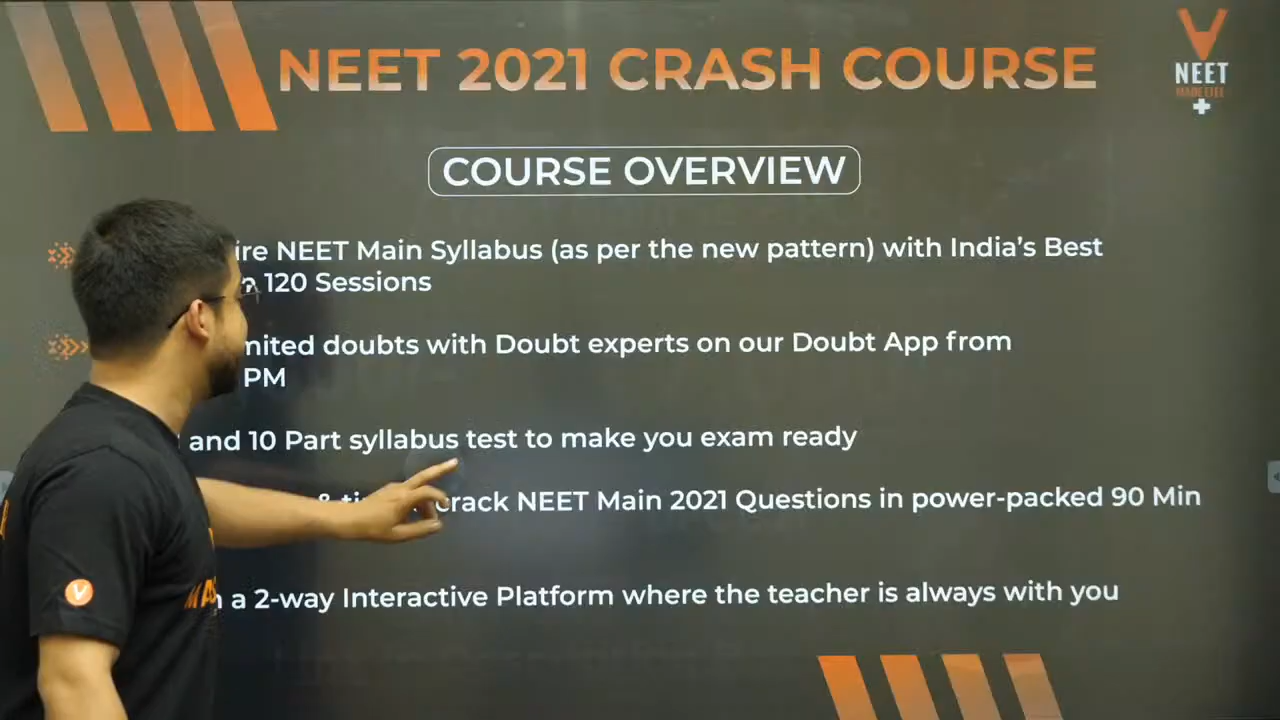 NEET 2021 CRASH COURSE
NEET
MADE EJEE
COURSE OVERVIEW
NEET Main Syllabus (as per the new pattern) with India's Best
120 Sessions
doubts with Doubt experts on our Doubt App from
PM
and 10 Part syllabus test to make you exam ready
& crack NEET Main 2021 Questions in power-packed 90 Min
a 2-way Interactive Platform where the teacher is always with you